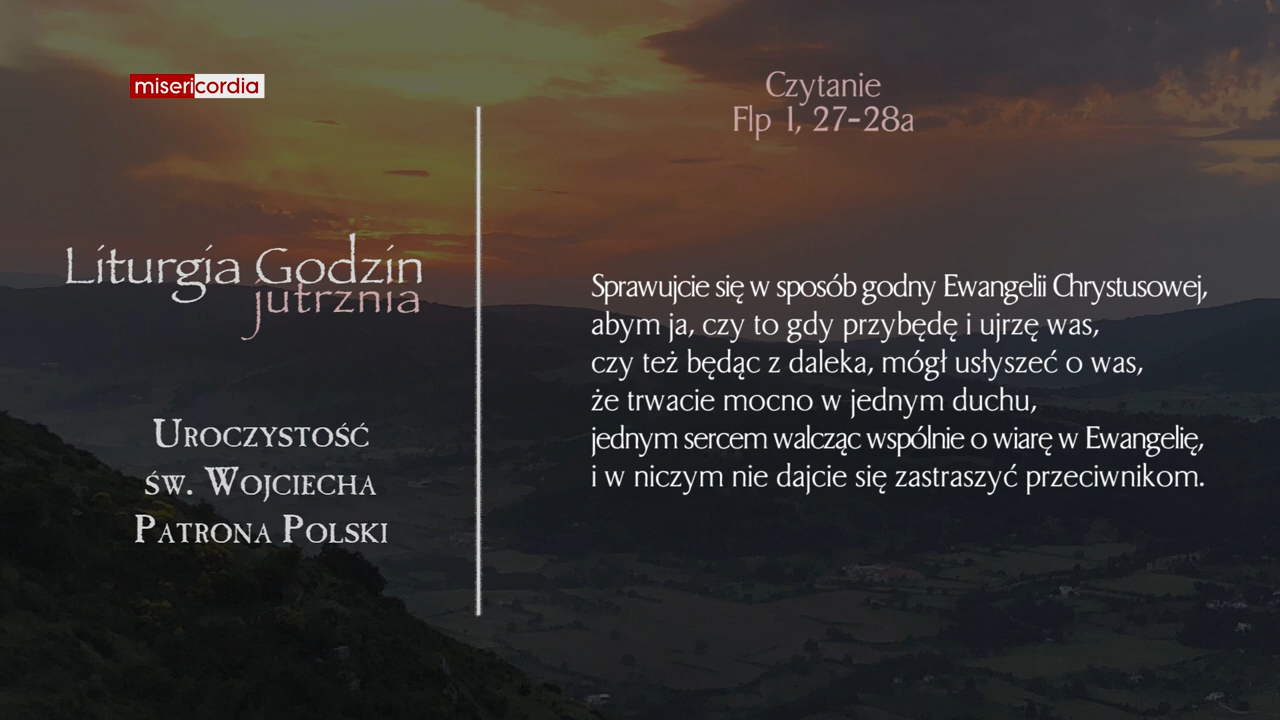 misericordia
Liturgia Godzin
jutrznia
Uroczystość
św. Wojciecha
Patrona Polski
Czytanie
Flp 1, 27-28a
Sprawujcie się w sposób godny Ewangelii Chrystusowej,
abym ja, czy to gdy przybędę i ujrzę was,
czy też będąc z daleka, mógł usłyszeć o was,
że trwacie mocno w jednym duchu,
jednym sercem walcząc wspólnie o wiarę w Ewangelię,
i w niczym nie dajcie się zastraszyć przeciwnikom.